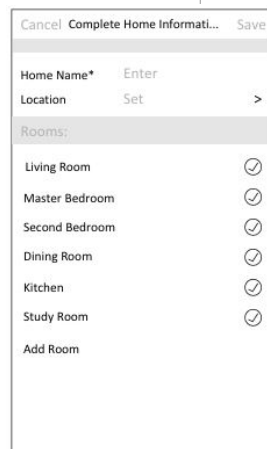 Cancel Complete Home Informati... Save
Home Name* Enter
Location Set >
Rooms:
Living Room
Master Bedroom
Second Bedroom
Dining Room
Kitchen
Study Room
Add Room